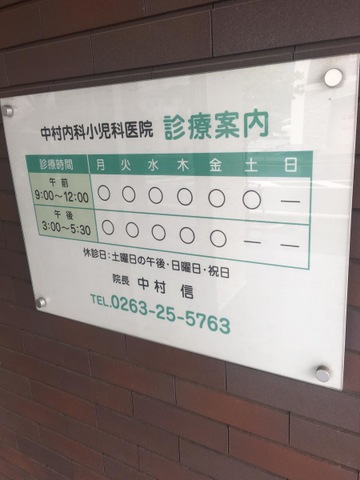 中村内科小児科医院 診療案内
診療時間 月 火 水 木 金 土 日
午前
9:00〜12:00 ○ ○ ○ ○ ○ ○ ―
午後
3:00〜5:30 ○ ○ ○ ○ ○ ― ―
休診日:土曜日の午後・日曜日・祝日
院長 中村 信
TEL.0263-25-5763